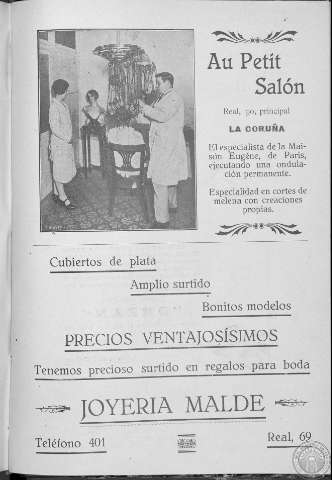 Au Petit
Salón
Real, 90, principal
LA CORUÑA
El especialista de la Mai-
són Eugène, de París,
ejecutando una ondula-
ción permanente.
Especialidad en cortes de
melena con creaciones
propias.
Cubiertos de plata
Amplio surtido
Bonitos modelos
PRECIOS VENTAJOSÍSIMOS
Tenemos precioso surtido en regalos para boda
JOYERIA MALDE
Teléfono 401
Real, 69